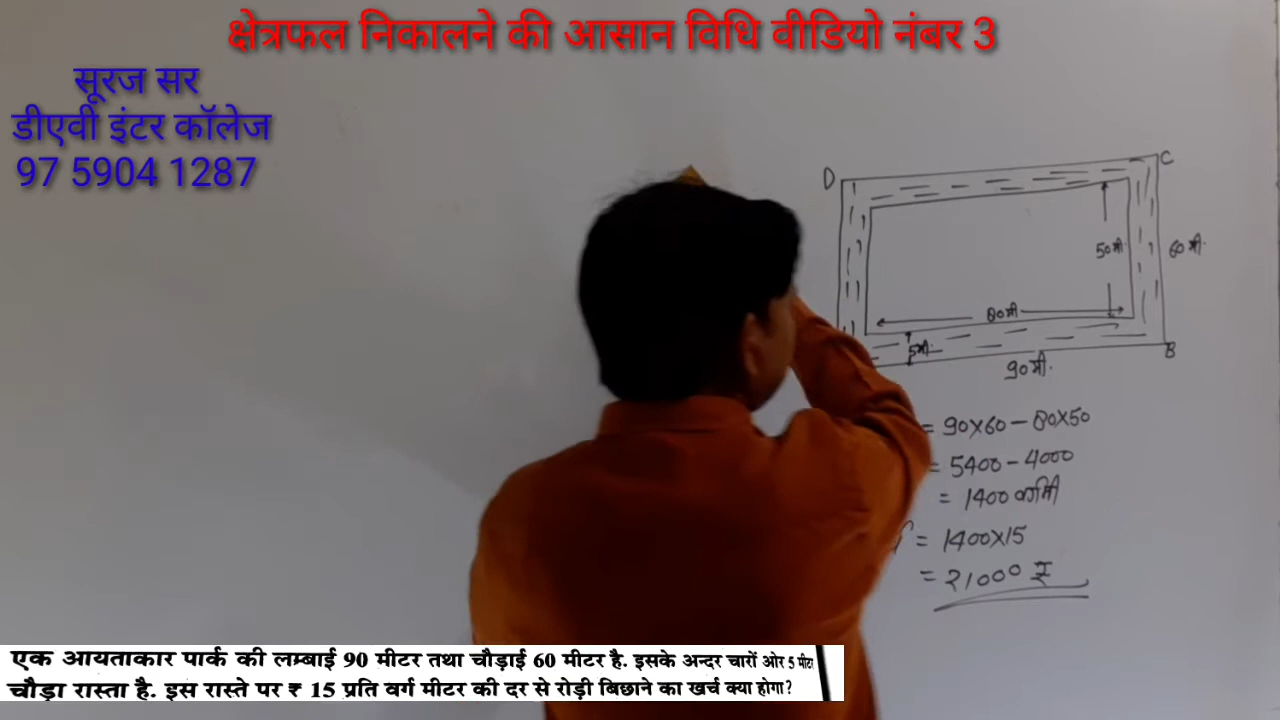 क्षेत्रफल निकालने की आसान विधि वीडियो नंबर 3
सूरज सर
डीएवी इंटर कॉलेज
97 5904 1287
D
C
50मी.
60मी.
80मी
5मी.
B
90मी.
= 90×60 - 80×50
= 5400 - 4000
= 1400 वर्गमी
= 1400×15
= 21000 ₹
एक आयताकार पार्क की लम्बाई 90 मीटर तथा चौड़ाई 60 मीटर है. इसके अन्दर चारों ओर 5 मीटर
चौड़ा रास्ता है. इस रास्ते पर ₹ 15 प्रति वर्ग मीटर की दर से रोड़ी बिछाने का खर्च क्या होगा?